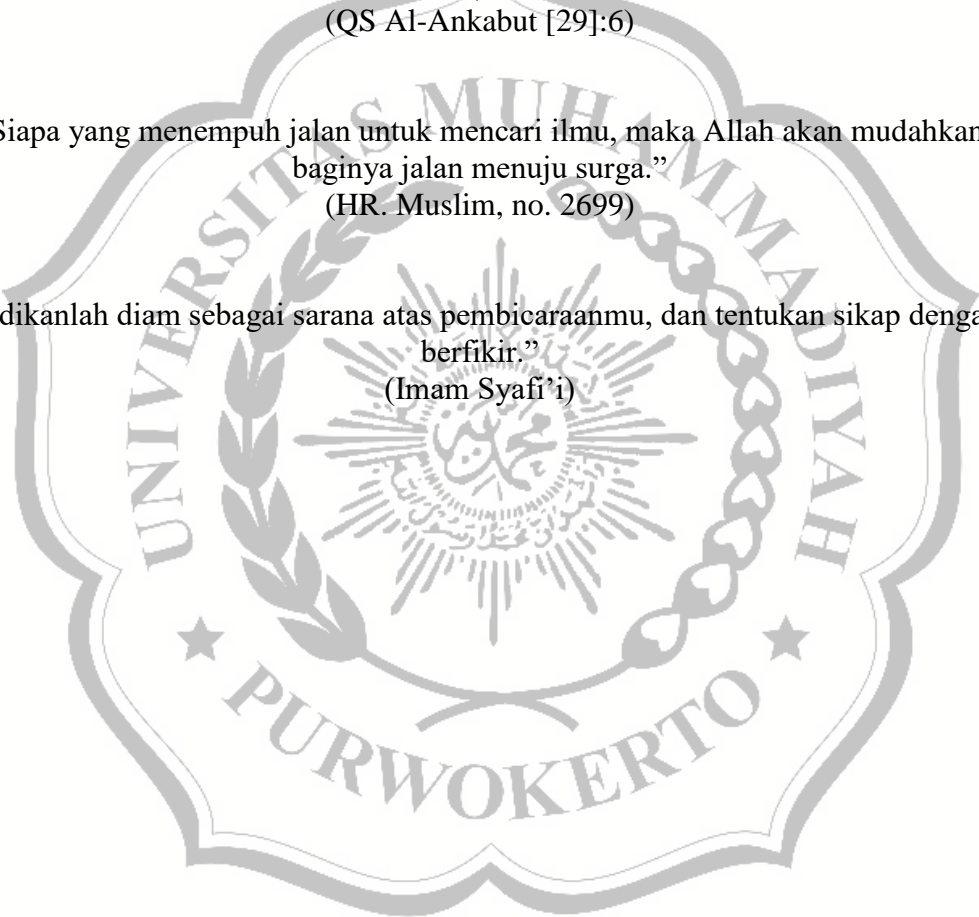 (QS Al-Ankabut [29]:6)
Siapa yang menempuh jalan untuk mencari ilmu, maka Allah akan mudahkan
baginya jalan menuju surga.”
(HR. Muslim, no. 2699)
dikanlah diam sebagai sarana atas pembicaraanmu, dan tentukan sikap denga
berfikir.”
(Imam Syafi’i)
UNIVERSITAS MUHAMMADIYAH
PURWOKERTO
محمد